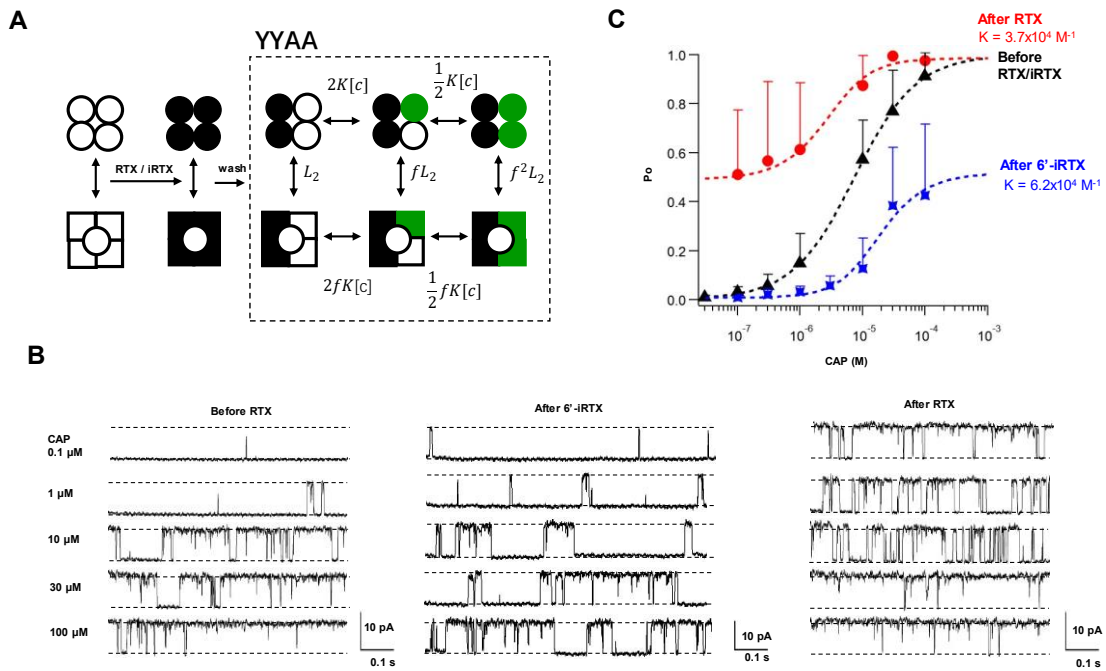 A
YYAA
2K[c]
1/2 K[c]
RTX / iRTX
wash
L₂
fL₂
f²L₂
2fK[c]
1/2 fK[c]
C
After RTX
K = 3.7x10⁴ M⁻¹
Before
RTX/iRTX
After 6'-iRTX
K = 6.2x10⁴ M⁻¹
Po
1.0
0.8
0.6
0.4
0.2
0.0
10⁻⁷
10⁻⁶
10⁻⁵
10⁻⁴
10⁻³
CAP (M)
B
Before RTX
After 6'-iRTX
After RTX
CAP
0.1 µM
1 µM
10 µM
30 µM
100 µM
10 pA
0.1 s
10 pA
0.1 s
10 pA
0.1 s